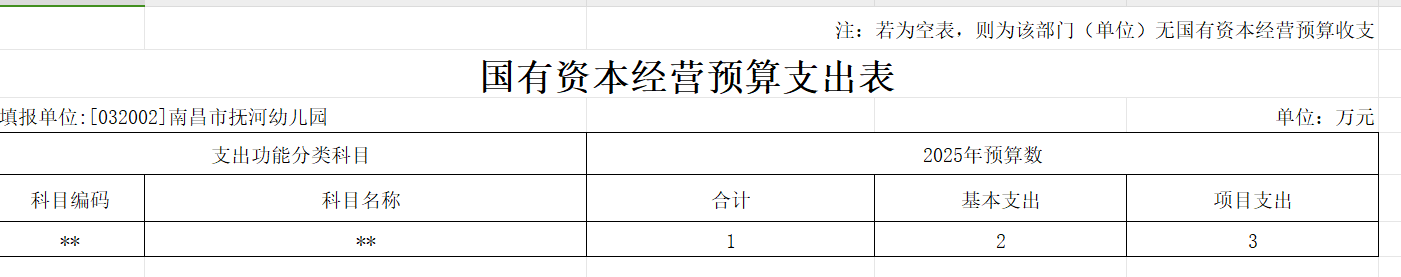 注：若为空表，则为该部门（单位）无国有资本经营预算收支
国有资本经营预算支出表
填报单位:[032002]南昌市抚河幼儿园 单位：万元
支出功能分类科目 2025年预算数
科目编码 科目名称 合计 基本支出 项目支出
** ** 1 2 3